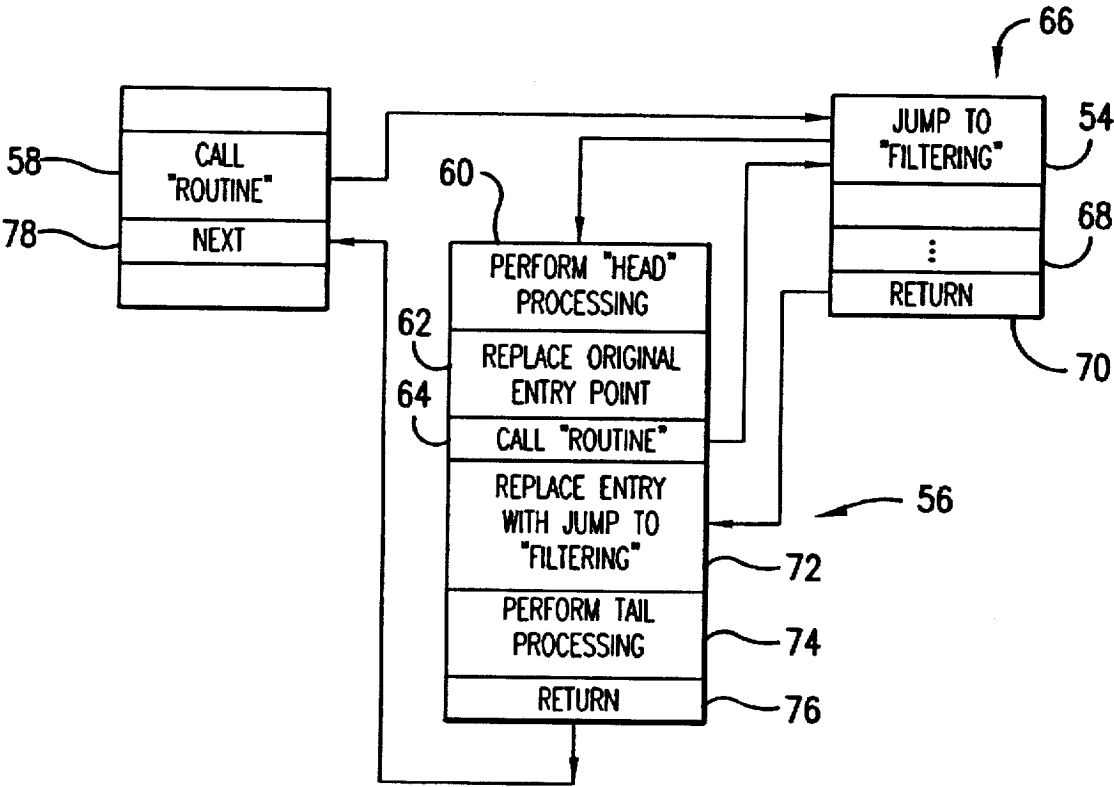 66
CALL
"ROUTINE"
58
NEXT
78
JUMP TO
"FILTERING"
54
68
⋮
RETURN
70
60
PERFORM "HEAD"
PROCESSING
62
REPLACE ORIGINAL
ENTRY POINT
64
CALL "ROUTINE"
REPLACE ENTRY
WITH JUMP TO
"FILTERING"
56
72
PERFORM TAIL
PROCESSING
74
RETURN
76